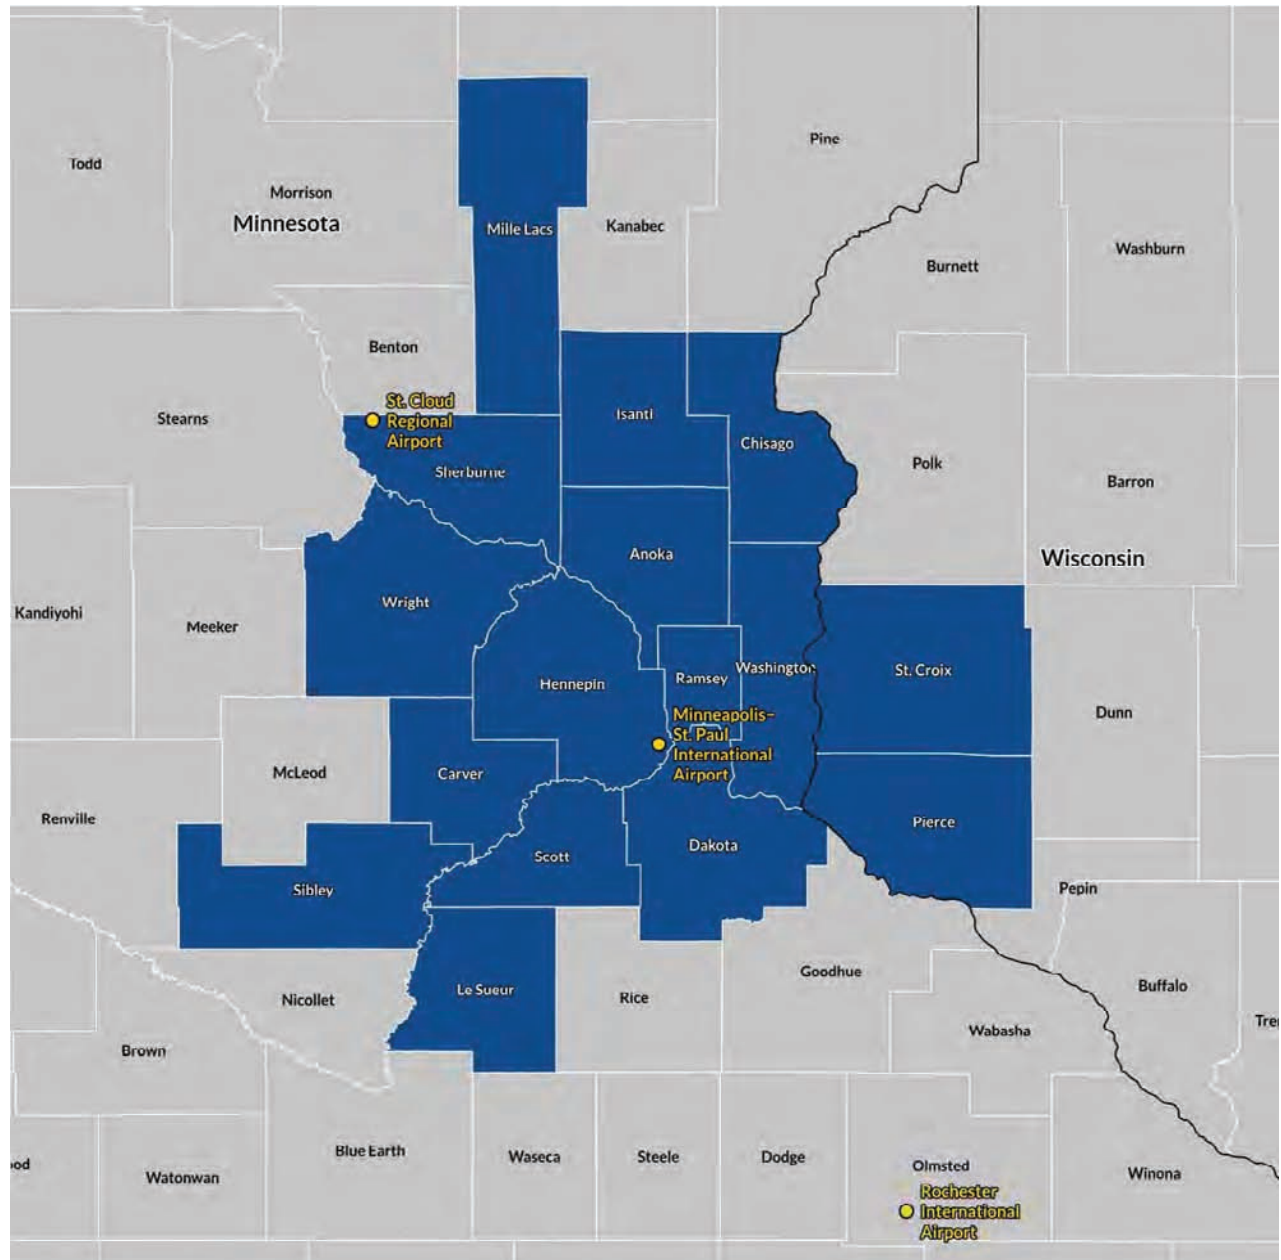 Pine
Todd
Morrison
Minnesota
Mille Lacs
Kanabec
Washburn
Burnett
Benton
St. Cloud
Regional
Airport
Stearns
Isanti
Chisago
Polk
Sherburne
Barron
Anoka
Wisconsin
Wright
Kandiyohi
Meeker
Hennepin
Ramsey
Washington
St. Croix
Dunn
Minneapolis–
St. Paul
International
Airport
McLeod
Carver
Renville
Pierce
Scott
Dakota
Sibley
Pepin
Le Sueur
Goodhue
Nicollet
Rice
Buffalo
Tre
Wabasha
Brown
Blue Earth
Waseca
Steele
Dodge
Olmsted
ood
Watonwan
Winona
Rochester
International
Airport